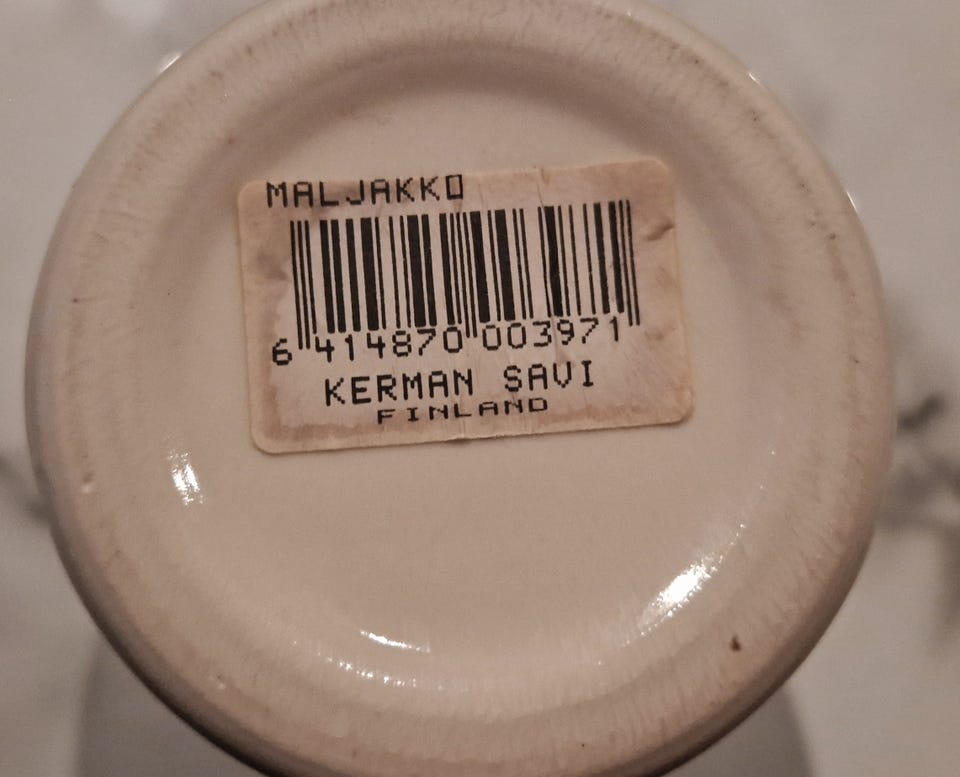 MALJAKKO
6 414870 003971
KERMAN SAVI
FINLAND